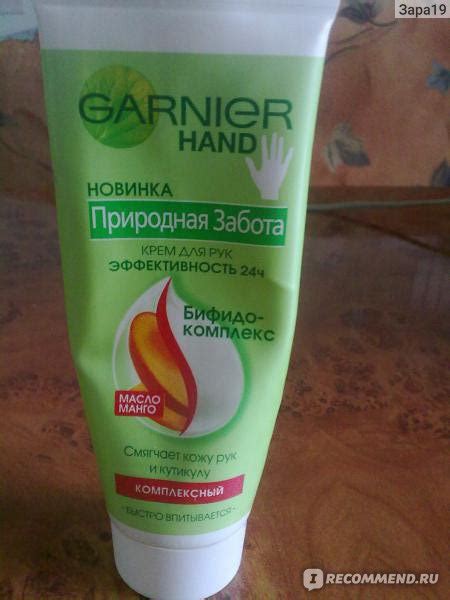 Зара19
GARNIER
HAND
НОВИНКА
Природная Забота
КРЕМ ДЛЯ РУК
ЭФФЕКТИВНОСТЬ 24ч
Бифидо-
комплекс
МАСЛО
МАНГО
Смягчает кожу рук
и кутикулу
КОМПЛЕКСНЫЙ
-БЫСТРО ВПИТЫВАЕТСЯ-
I RECOMMEND.RU